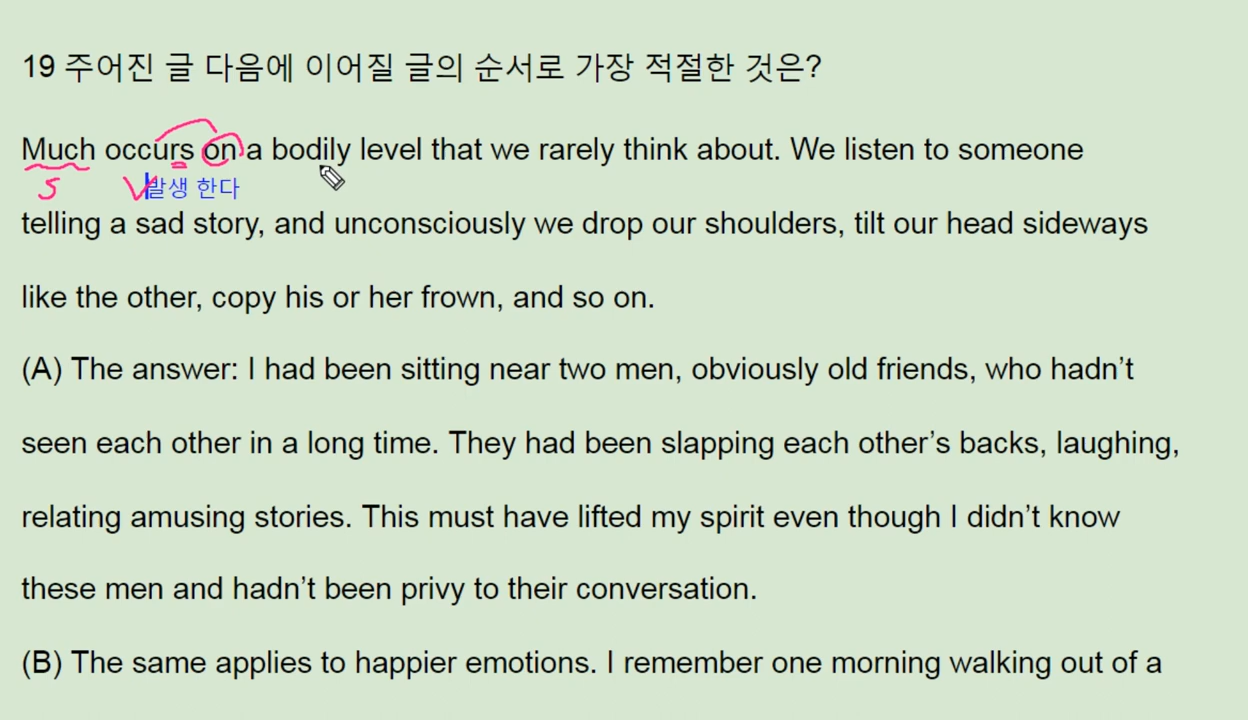 19 주어진 글 다음에 이어질 글의 순서로 가장 적절한 것은?
Much occurs on a bodily level that we rarely think about. We listen to someone
S V 발생 한다
telling a sad story, and unconsciously we drop our shoulders, tilt our head sideways
like the other, copy his or her frown, and so on.
(A) The answer: I had been sitting near two men, obviously old friends, who hadn’t
seen each other in a long time. They had been slapping each other’s backs, laughing,
relating amusing stories. This must have lifted my spirit even though I didn’t know
these men and hadn’t been privy to their conversation.
(B) The same applies to happier emotions. I remember one morning walking out of a